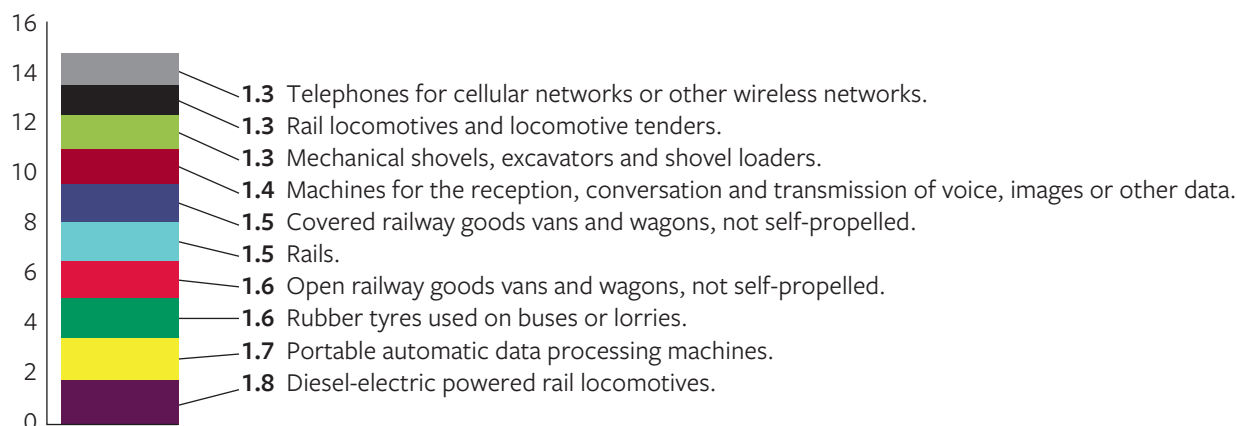 16
14
12
10
8
6
4
2
0
1.3 Telephones for cellular networks or other wireless networks.
1.3 Rail locomotives and locomotive tenders.
1.3 Mechanical shovels, excavators and shovel loaders.
1.4 Machines for the reception, conversation and transmission of voice, images or other data.
1.5 Covered railway goods vans and wagons, not self-propelled.
1.5 Rails.
1.6 Open railway goods vans and wagons, not self-propelled.
1.6 Rubber tyres used on buses or lorries.
1.7 Portable automatic data processing machines.
1.8 Diesel-electric powered rail locomotives.